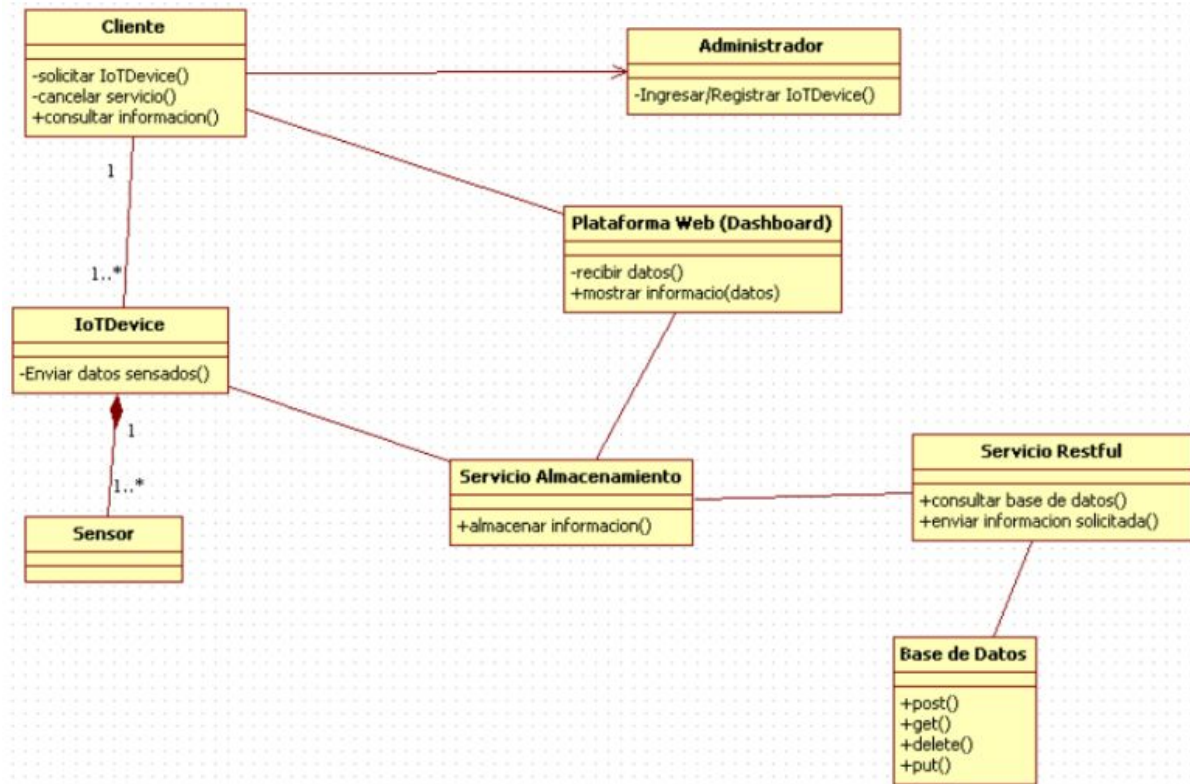 Cliente
-solicitar IoTDevice()
-cancelar servicio()
+consultar informacion()
Administrador
-Ingresar/Registrar IoTDevice()
1
Plataforma Web (Dashboard)
-recibir datos()
+mostrar informacio(datos)
1..*
IoTDevice
-Enviar datos sensados()
1
1..*
Sensor
Servicio Almacenamiento
+almacenar informacion()
Servicio Restful
+consultar base de datos()
+enviar informacion solicitada()
Base de Datos
+post()
+get()
+delete()
+put()